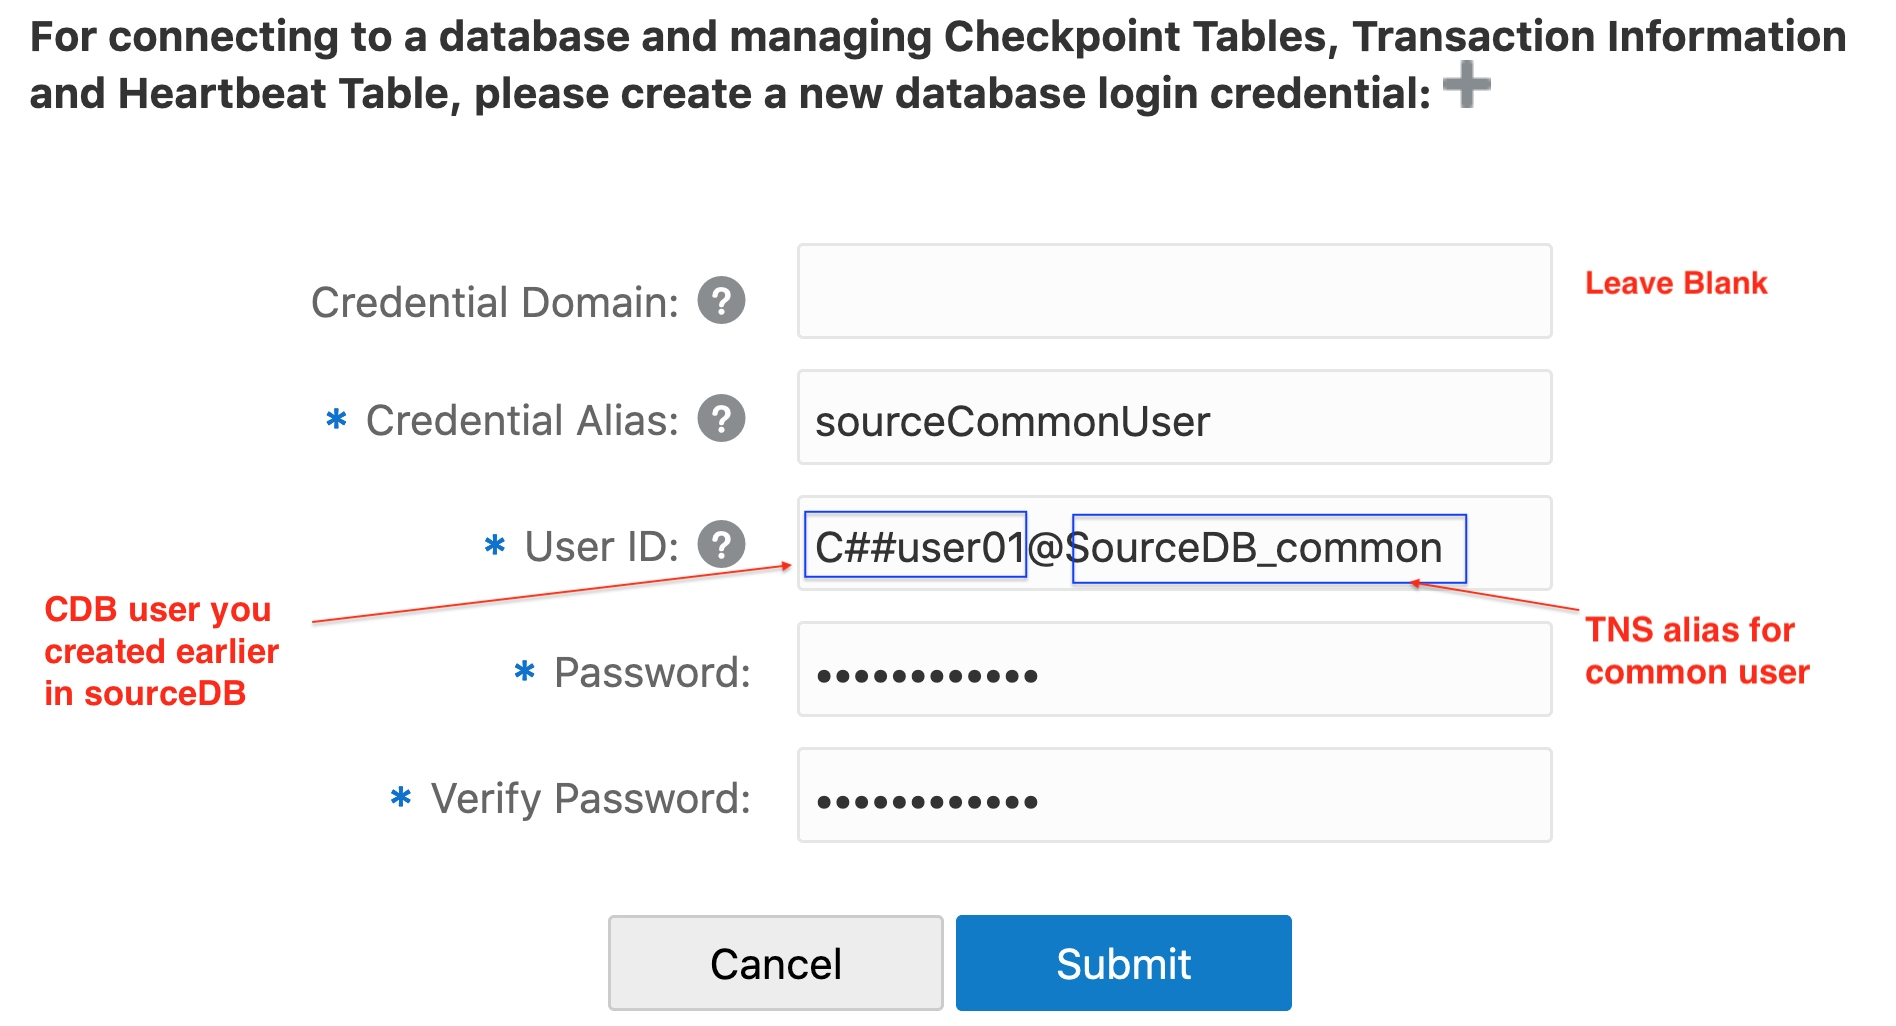 For connecting to a database and managing Checkpoint Tables, Transaction Information
and Heartbeat Table, please create a new database login credential:
Credential Domain: ?
Leave Blank
* Credential Alias: ?
sourceCommonUser
* User ID: ?
C##user01@SourceDB_common
CDB user you
created earlier
in sourceDB
TNS alias for
common user
* Password:
••••••••••••
* Verify Password:
••••••••••••
Cancel
Submit